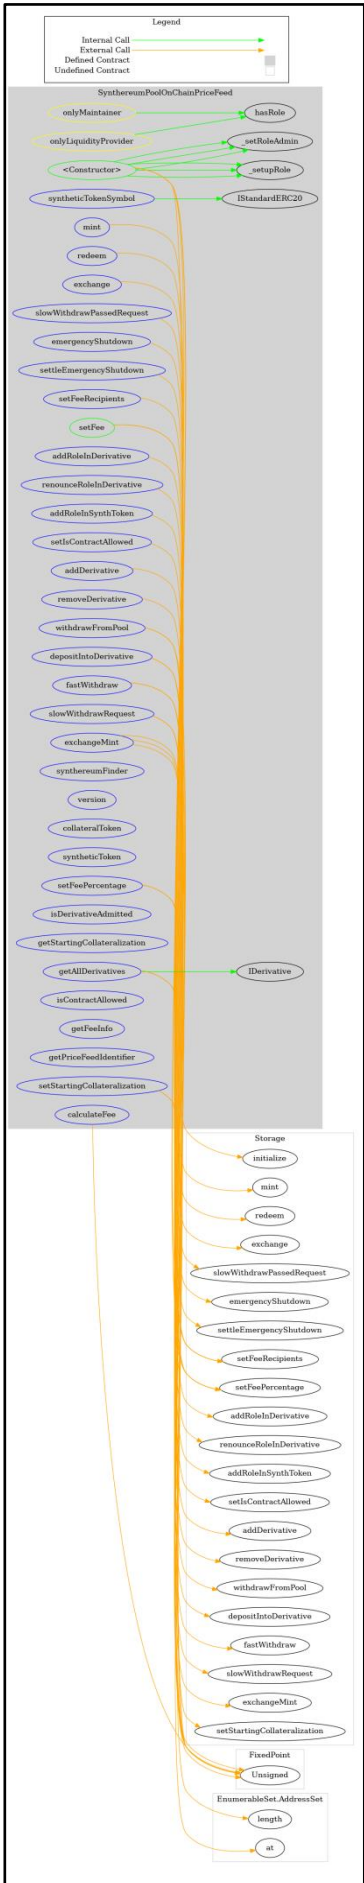 Legend
Internal Call
External Call
Defined Contract
Undefined Contract
SynthereumPoolOnChainPriceFeed
onlyMaintainer
hasRole
onlyLiquidityProvider
_setRoleAdmin
<Constructor>
_setupRole
syntheticTokenSymbol
IStandardERC20
mint
redeem
exchange
slowWithdrawPassedRequest
emergencyShutdown
settleEmergencyShutdown
setFeeRecipients
setFee
addRoleInDerivative
renounceRoleInDerivative
addRoleInSynthToken
setIsContractAllowed
addDerivative
removeDerivative
withdrawFromPool
depositIntoDerivative
fastWithdraw
slowWithdrawRequest
exchangeMint
synthereumFinder
version
collateralToken
syntheticToken
setFeePercentage
isDerivativeAdmitted
getStartingCollateralization
getAllDerivatives
IDerivative
isContractAllowed
getFeeInfo
getPriceFeedIdentifier
setStartingCollateralization
calculateFee
Storage
initialize
mint
redeem
exchange
slowWithdrawPassedRequest
emergencyShutdown
settleEmergencyShutdown
setFeeRecipients
setFeePercentage
addRoleInDerivative
renounceRoleInDerivative
addRoleInSynthToken
setIsContractAllowed
addDerivative
removeDerivative
withdrawFromPool
depositIntoDerivative
fastWithdraw
slowWithdrawRequest
exchangeMint
setStartingCollateralization
FixedPoint
Unsigned
EnumerableSet.AddressSet
length
at